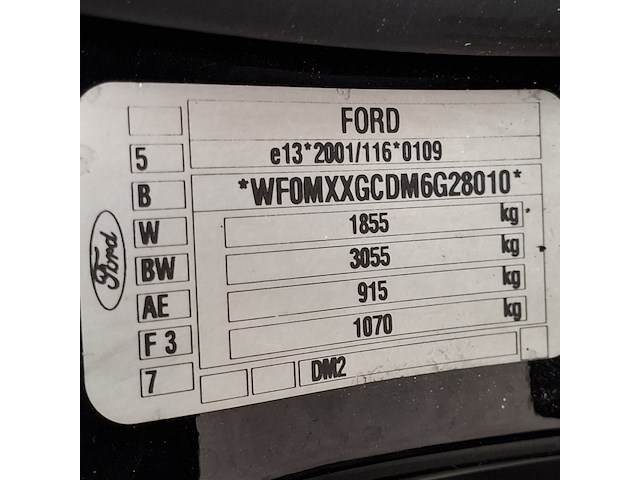 FORD
5 e13*2001/116*0109
B *WF0MXXGCDM6G28010*
W 1855 kg
BW 3055 kg
AE 915 kg
F 3 1070 kg
7 DM2
Ford